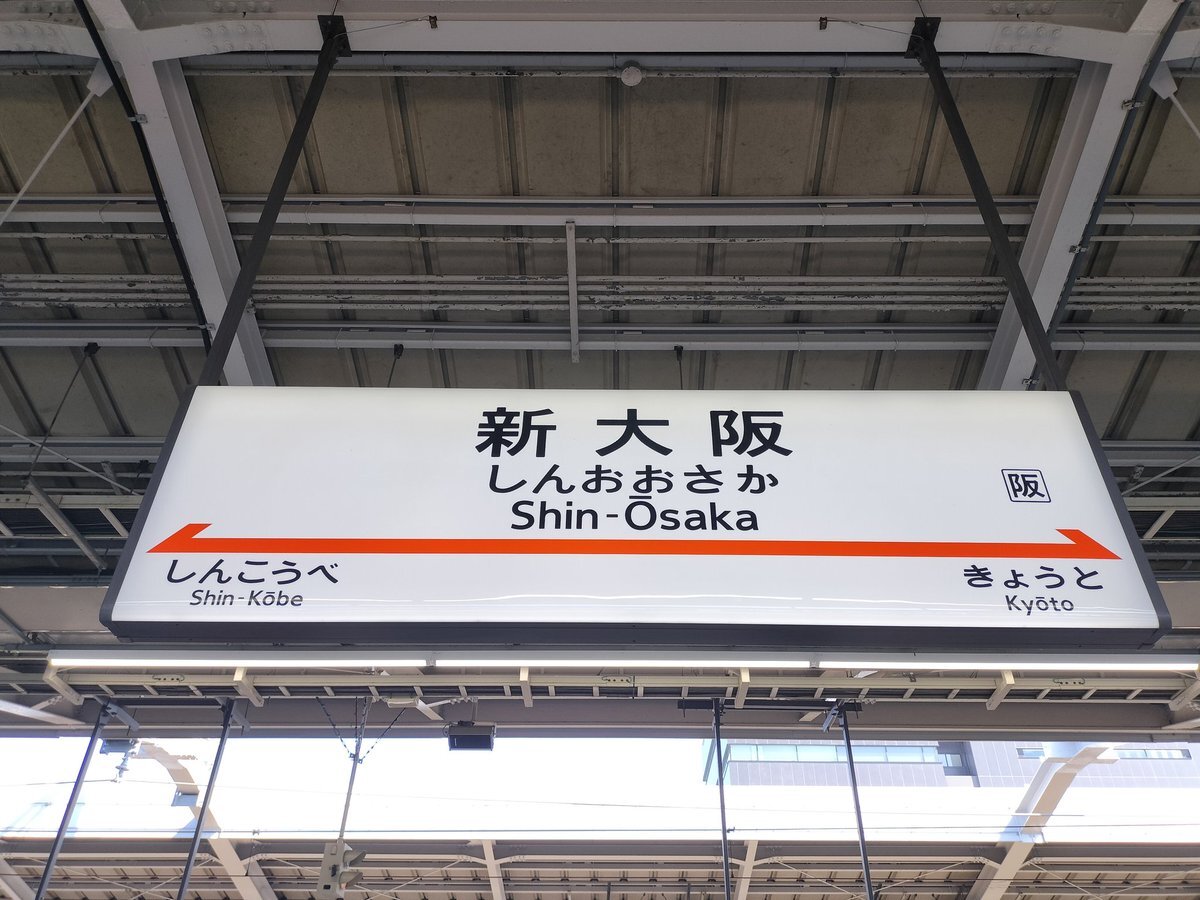 新大阪
しんおおさか
Shin-Ōsaka
阪
しんこうべ
Shin-Kōbe
きょうと
Kyōto